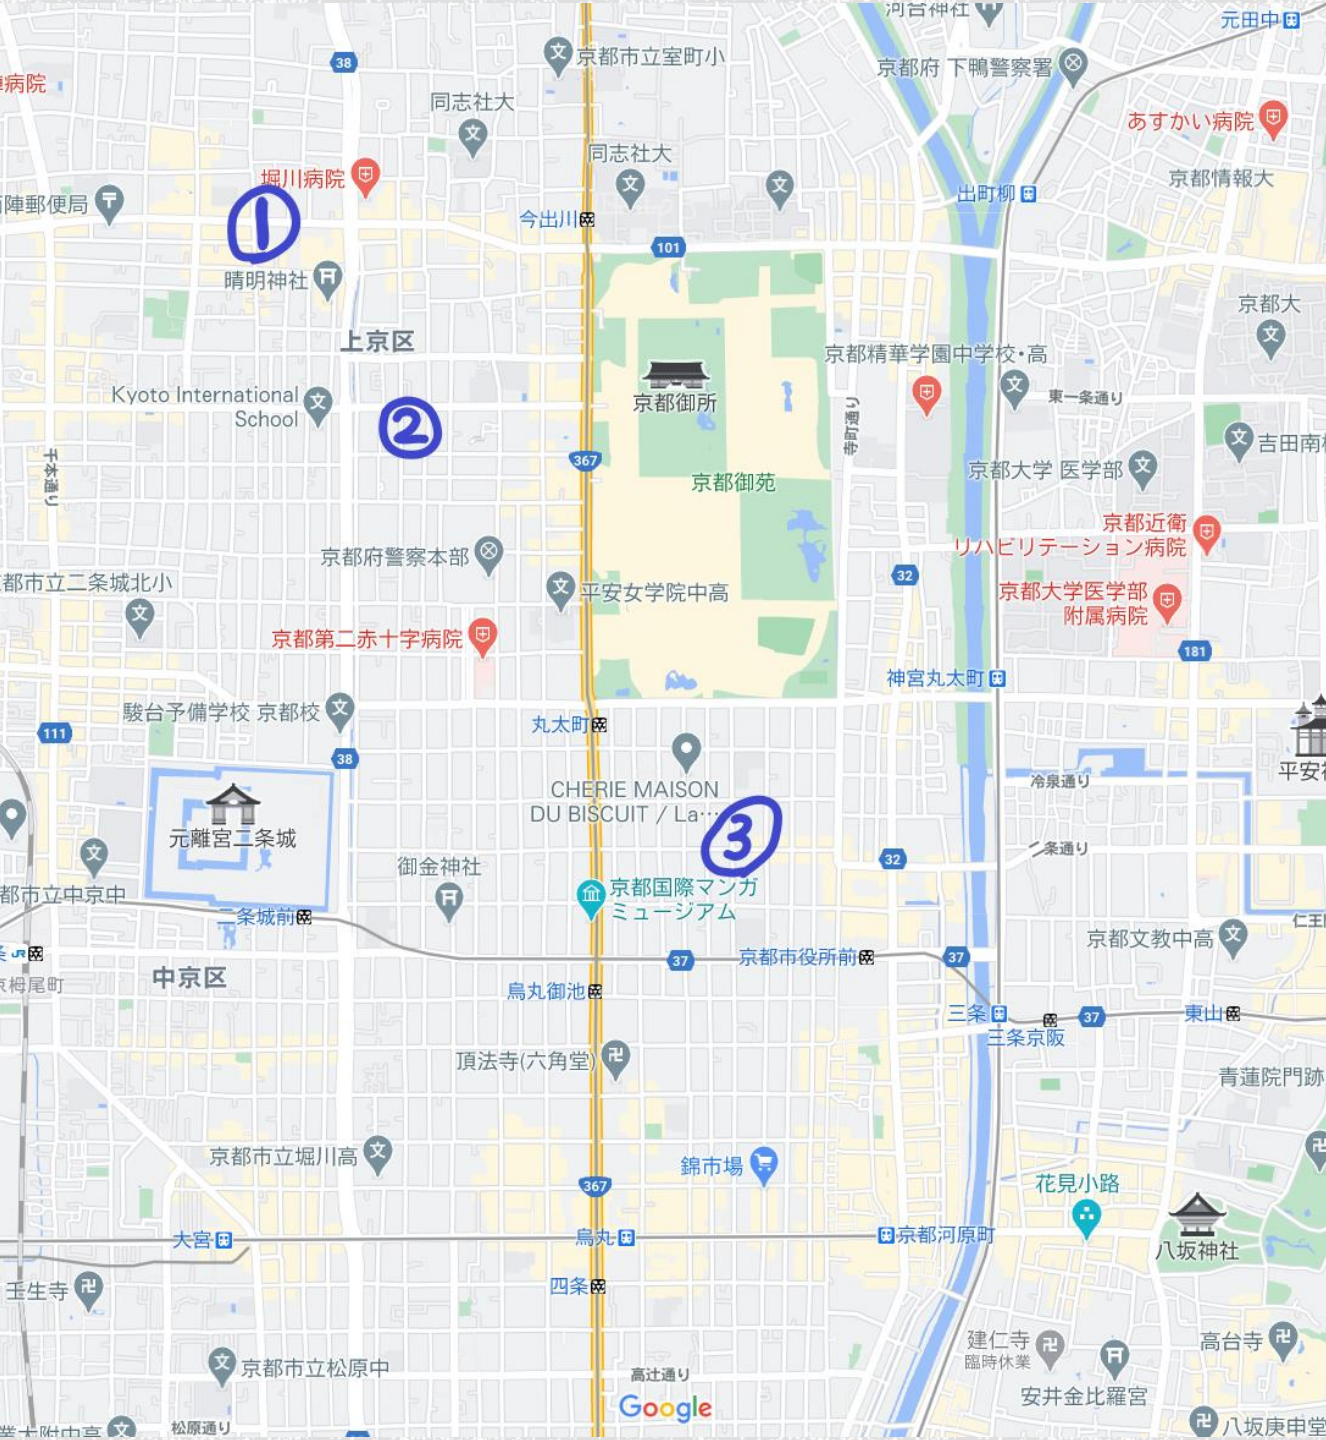 河合神社
元田中
38
京都市立室町小
京都府 下鴨警察署
病院
同志社大
あすかい病院
同志社大
堀川病院
京都情報大
陣郵便局
出町柳
①
今出川
101
晴明神社
京都大
上京区
京都精華学園中学校・高
京都御所
Kyoto International
School
東一条通り
②
寺町通り
千本通り
367
吉田南
京都大学 医学部
京都御苑
京都近衛
リハビリテーション病院
京都府警察本部
32
都市立二条城北小
平安女学院中高
京都大学医学部
附属病院
京都第二赤十字病院
181
神宮丸太町
駿台予備学校 京都校
丸太町
111
38
平安神
CHERIE MAISON
DU BISCUIT / La…
冷泉通り
③
元離宮二条城
二条通り
32
御金神社
京都国際マンガ
ミュージアム
都市立中京中
二条城前
仁王
京都文教中高
条 JR
37
京都市役所前
37
中京区
栂尾町
烏丸御池
三条
37
東山
三条京阪
頂法寺(六角堂)
青蓮院門跡
京都市立堀川高
錦市場
367
花見小路
大宮
烏丸
京都河原町
八坂神社
四条
壬生寺
建仁寺
臨時休業
高台寺
京都市立松原中
高辻通り
安井金比羅宮
Google
松原通り
業大附中高
八坂庚申堂